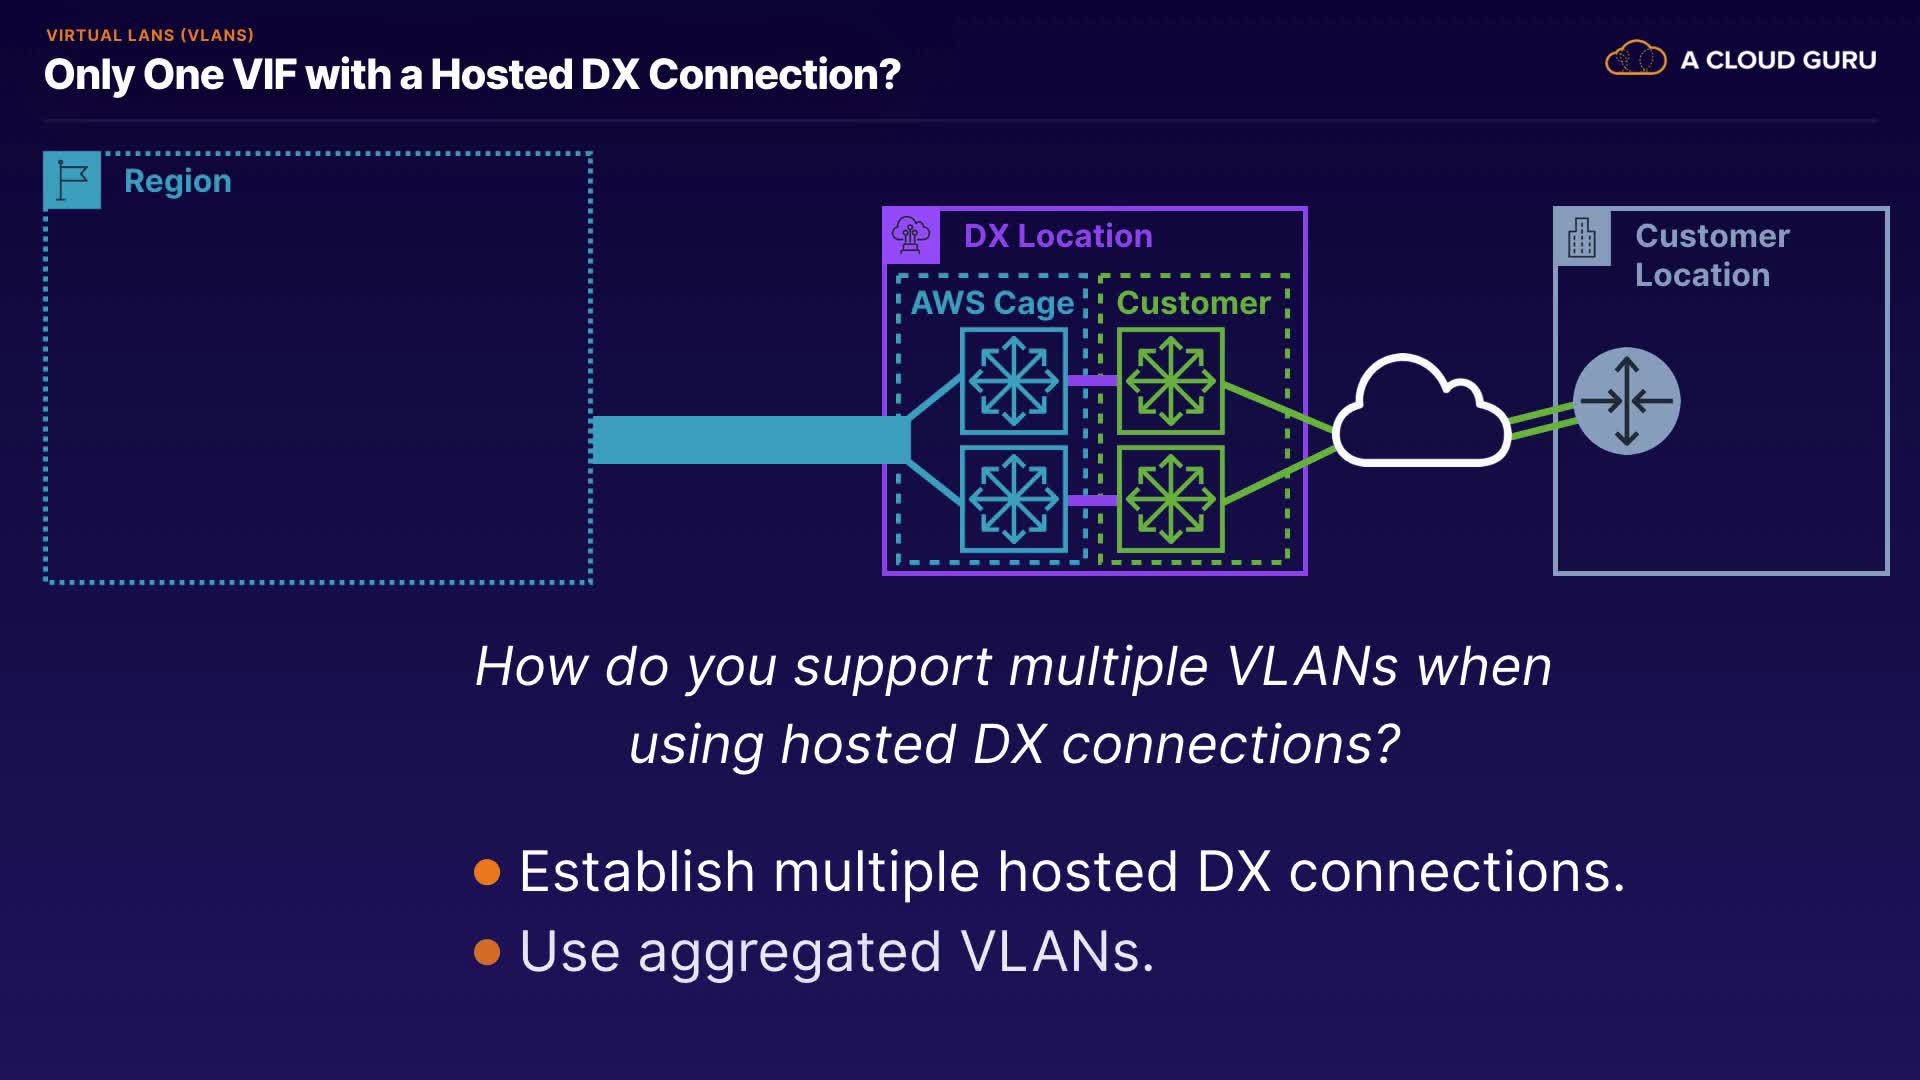 VIRTUAL LANS (VLANS)
Only One VIF with a Hosted DX Connection?
A CLOUD GURU
Region
DX Location
AWS Cage
Customer
Customer
Location
How do you support multiple VLANs when
using hosted DX connections?
Establish multiple hosted DX connections.
Use aggregated VLANs.